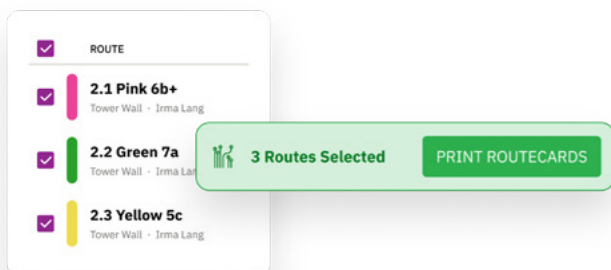 ROUTE
2.1 Pink 6b+
Tower Wall · Irma Lang
2.2 Green 7a
Tower Wall · Irma Lan
3 Routes Selected
PRINT ROUTECARDS
2.3 Yellow 5c
Tower Wall · Irma Lang